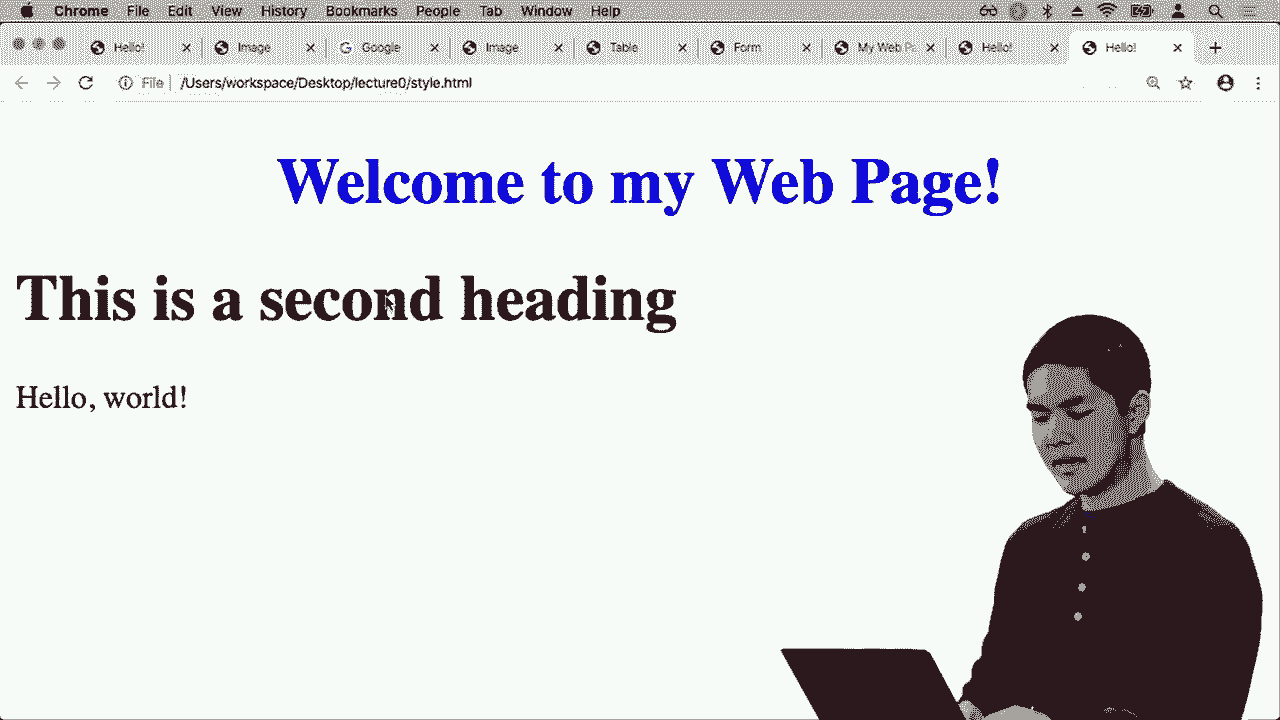 Chrome File Edit View History Bookmarks People Tab Window Help
Hello! Image Google Image Table Form My Web Hello! Hello!
File /Users/workspace/Desktop/lecture0/style.html
Welcome to my Web Page!
This is a second heading
Hello, world!